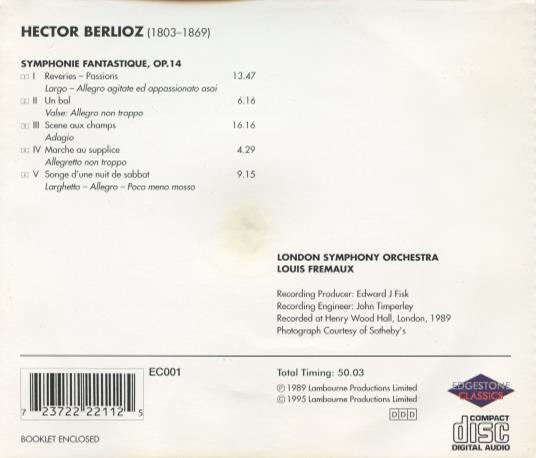 HECTOR BERLIOZ (1803–1869)
SYMPHONIE FANTASTIQUE, OP.14
I Reveries – Passions 13.47
Largo – Allegro agitate ed appassionato asai
II Un bal 6.16
Valse: Allegro non troppo
III Scene aux champs 16.16
Adagio
IV Marche au supplice 4.29
Allegretto non troppo
V Songe d'une nuit de sabbat 9.15
Larghetto – Allegro – Poco meno mosso
LONDON SYMPHONY ORCHESTRA
LOUIS FREMAUX
Recording Producer: Edward J Fisk
Recording Engineer: John Timperley
Recorded at Henry Wood Hall, London, 1989
Photograph Courtesy of Sotheby's
EC001
7 23722 22112 5
BOOKLET ENCLOSED
Total Timing: 50.03
Ⓟ 1989 Lambourne Productions Limited
© 1995 Lambourne Productions Limited
DDD
EDGESTONE
CLASSICS
COMPACT
disc
DIGITAL AUDIO